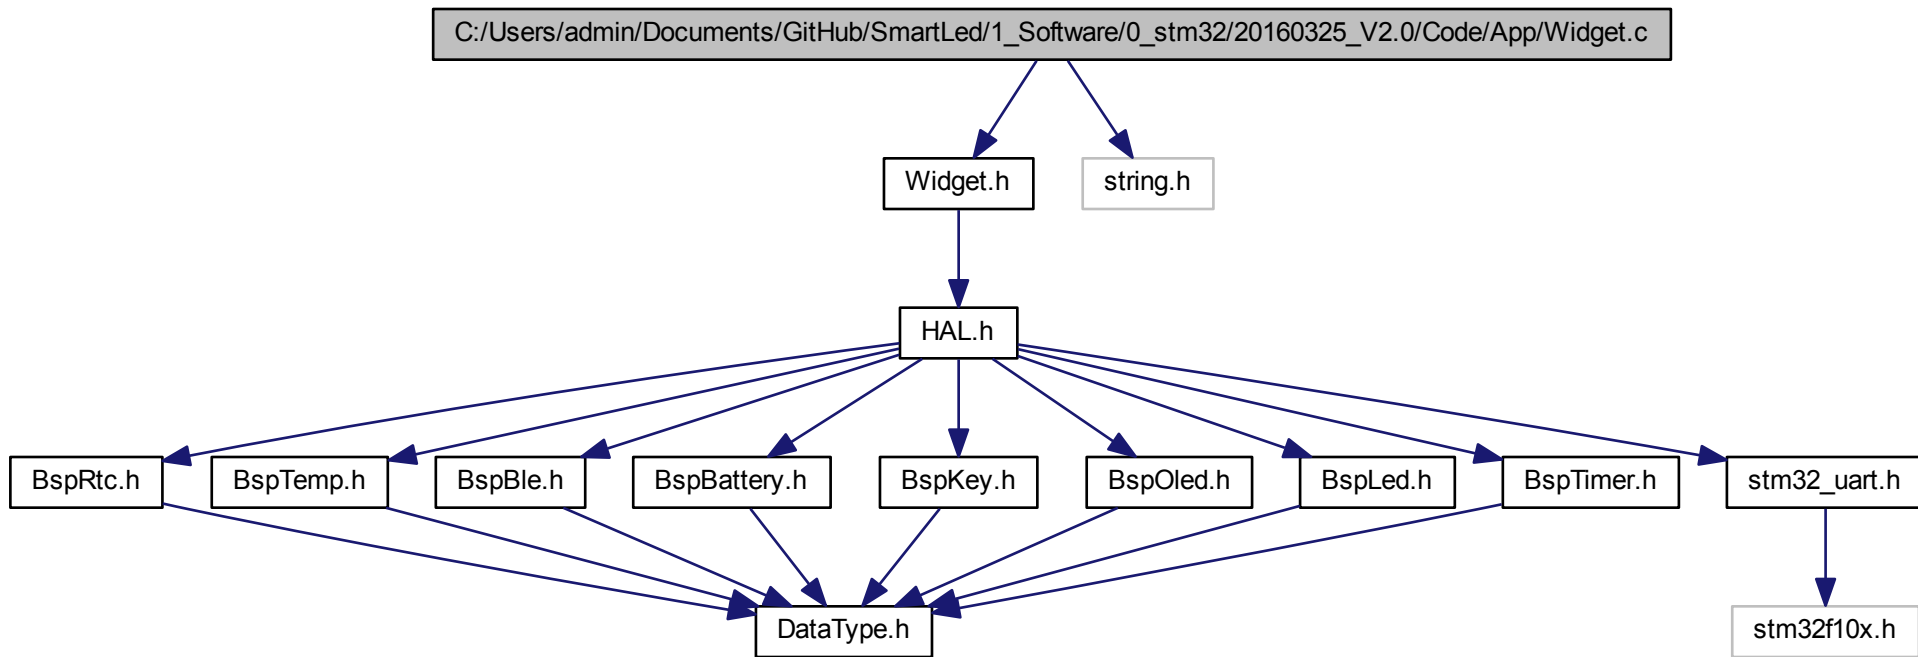 C:/Users/admin/Documents/GitHub/SmartLed/1_Software/0_stm32/20160325_V2.0/Code/App/Widget.c
Widget.h
string.h
HAL.h
BspRtc.h
BspTemp.h
BspBle.h
BspBattery.h
BspKey.h
BspOled.h
BspLed.h
BspTimer.h
stm32_uart.h
DataType.h
stm32f10x.h